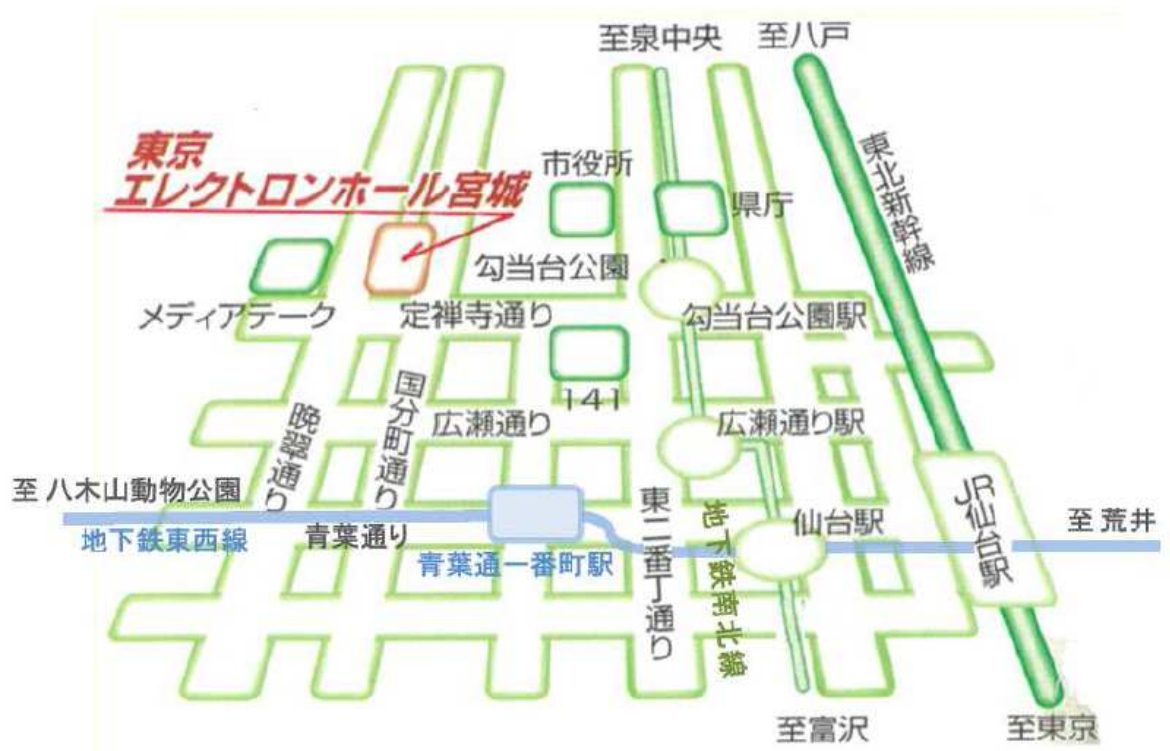 至泉中央
至八戸
東京
エレクトロンホール宮城
市役所
県庁
東北新幹線
勾当台公園
メディアテーク
定禅寺通り
勾当台公園駅
141
国分町通り
晩翠通り
広瀬通り
広瀬通り駅
至 八木山動物公園
地下鉄東西線
青葉通り
青葉通一番町駅
東二番丁通り
地下鉄南北線
仙台駅
JR仙台駅
至 荒井
至富沢
至東京